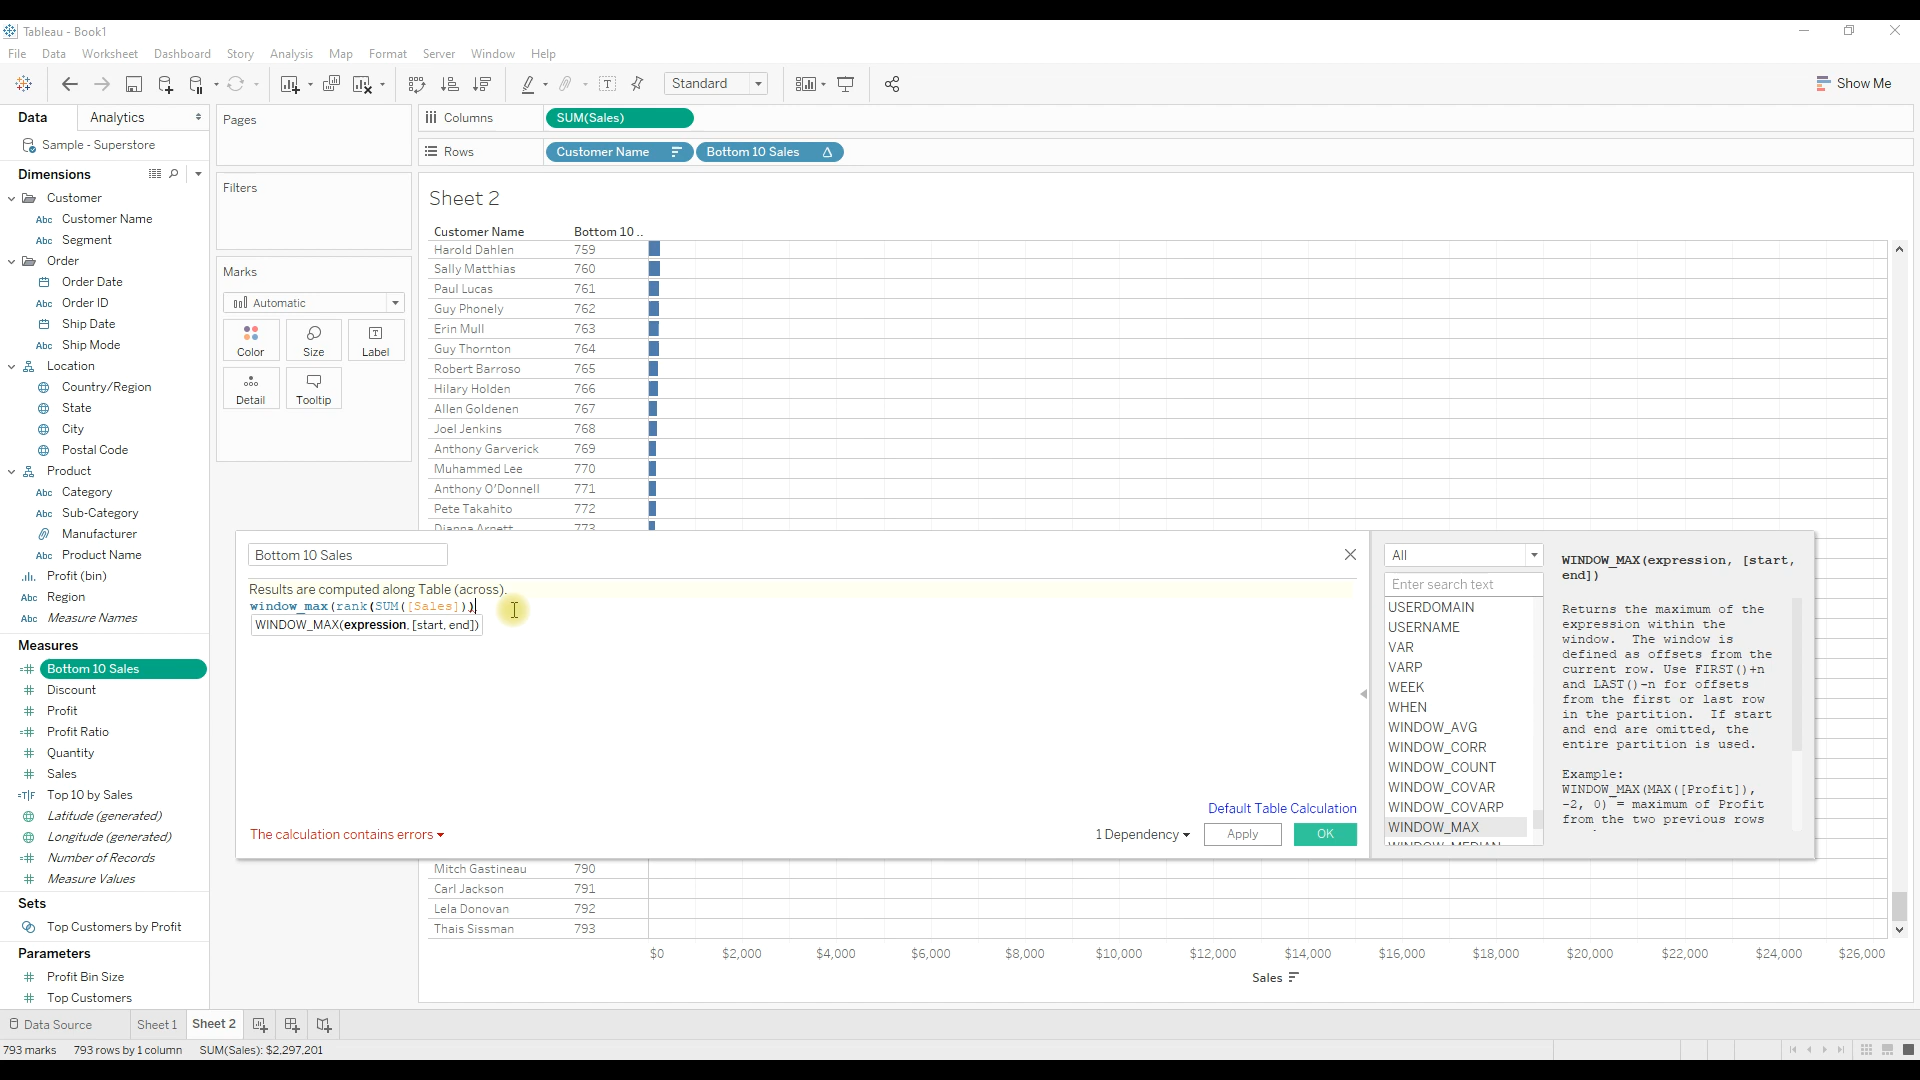 Tableau - Book1
File Data Worksheet Dashboard Story Analysis Map Format Server Window Help
Standard
Show Me
Data Analytics
Sample - Superstore
Dimensions
Customer
Abc Customer Name
Abc Segment
Order
Order Date
Abc Order ID
Ship Date
Abc Ship Mode
Location
Country/Region
State
City
Postal Code
Product
Abc Category
Abc Sub-Category
Manufacturer
Abc Product Name
Profit (bin)
Abc Region
Abc Measure Names
Measures
=# Bottom 10 Sales
# Discount
# Profit
=# Profit Ratio
# Quantity
# Sales
=T|F Top 10 by Sales
Latitude (generated)
Longitude (generated)
=# Number of Records
# Measure Values
Sets
Top Customers by Profit
Parameters
# Profit Bin Size
# Top Customers
Pages
Filters
Marks
Automatic
Color Size Label
Detail Tooltip
Columns SUM(Sales)
Rows Customer Name Bottom 10 Sales
Sheet 2
Customer Name Bottom 10 ..
Harold Dahlen 759
Sally Matthias 760
Paul Lucas 761
Guy Phonely 762
Erin Mull 763
Guy Thornton 764
Robert Barroso 765
Hilary Holden 766
Allen Goldenen 767
Joel Jenkins 768
Anthony Garverick 769
Muhammed Lee 770
Anthony O'Donnell 771
Pete Takahito 772
Dianna Arnett 773
Bottom 10 Sales
Results are computed along Table (across).
window_max(rank(SUM([Sales]))
WINDOW_MAX(expression, [start, end])
Default Table Calculation
The calculation contains errors
1 Dependency Apply OK
All
Enter search text
USERDOMAIN
USERNAME
VAR
VARP
WEEK
WHEN
WINDOW_AVG
WINDOW_CORR
WINDOW_COUNT
WINDOW_COVAR
WINDOW_COVARP
WINDOW_MAX
WINDOW_MEDIAN
WINDOW_MAX(expression, [start,
end])
Returns the maximum of the
expression within the
window. The window is
defined as offsets from the
current row. Use FIRST()+n
and LAST()-n for offsets
from the first or last row
in the partition. If start
and end are omitted, the
entire partition is used.
Example:
WINDOW_MAX(MAX([Profit]),
-2, 0) = maximum of Profit
from the two previous rows
Mitch Gastineau 790
Carl Jackson 791
Lela Donovan 792
Thais Sissman 793
$0 $2,000 $4,000 $6,000 $8,000 $10,000 $12,000 $14,000 $16,000 $18,000 $20,000 $22,000 $24,000 $26,000
Sales
Data Source Sheet 1 Sheet 2
793 marks 793 rows by 1 column SUM(Sales): $2,297,201